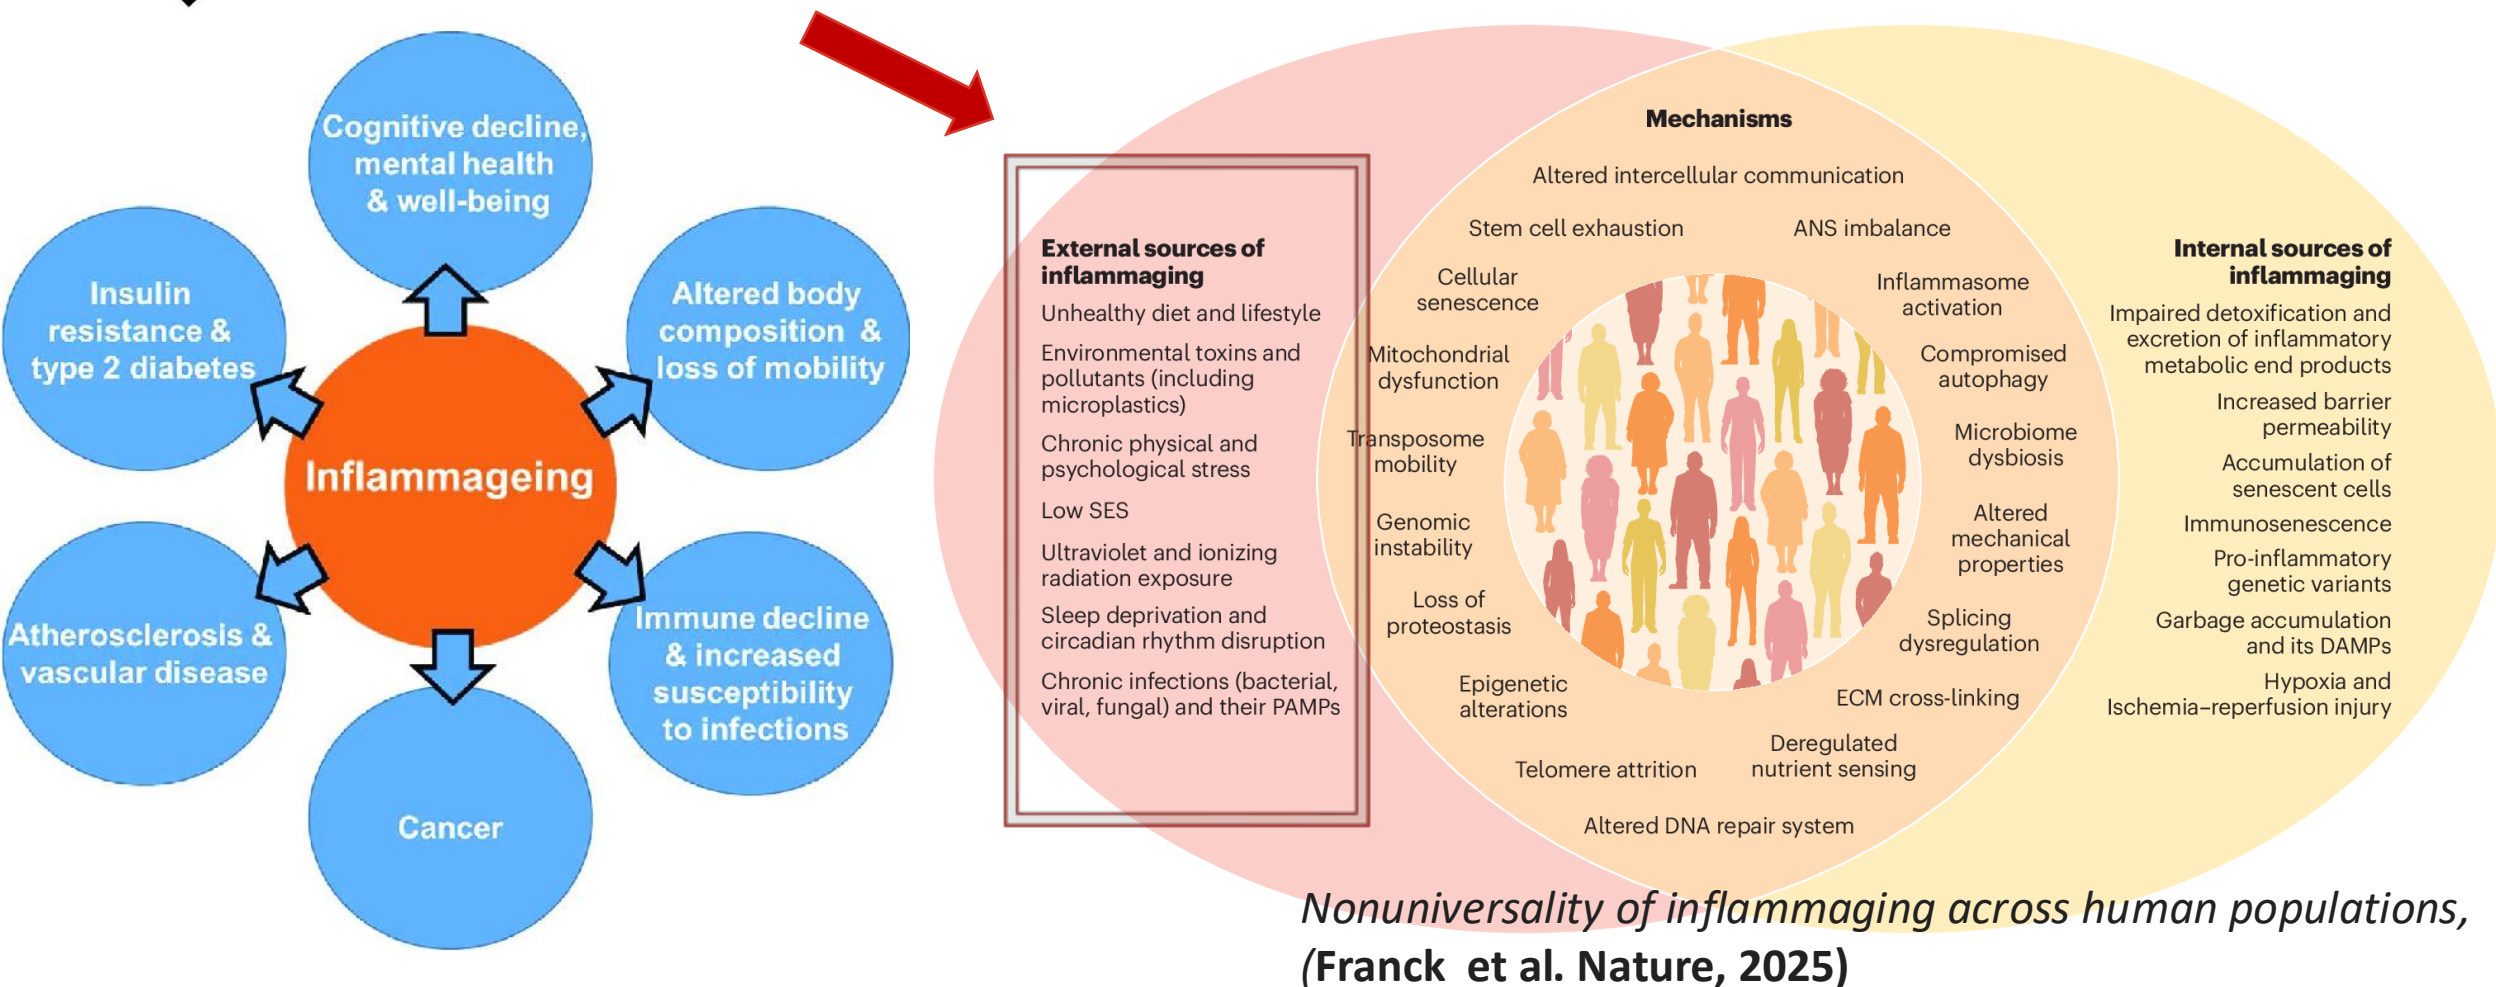 Cognitive decline,
mental health
& well-being
Insulin
resistance &
type 2 diabetes
Altered body
composition &
loss of mobility
Inflammageing
Atherosclerosis &
vascular disease
Immune decline
& increased
susceptibility
to infections
Cancer
External sources of
inflammaging
Unhealthy diet and lifestyle
Environmental toxins and
pollutants (including
microplastics)
Chronic physical and
psychological stress
Low SES
Ultraviolet and ionizing
radiation exposure
Sleep deprivation and
circadian rhythm disruption
Chronic infections (bacterial,
viral, fungal) and their PAMPs
Mechanisms
Altered intercellular communication
Stem cell exhaustion
ANS imbalance
Cellular
senescence
Inflammasome
activation
Mitochondrial
dysfunction
Compromised
autophagy
Transposome
mobility
Microbiome
dysbiosis
Genomic
instability
Altered
mechanical
properties
Loss of
proteostasis
Splicing
dysregulation
Epigenetic
alterations
ECM cross-linking
Telomere attrition
Deregulated
nutrient sensing
Altered DNA repair system
Internal sources of
inflammaging
Impaired detoxification and
excretion of inflammatory
metabolic end products
Increased barrier
permeability
Accumulation of
senescent cells
Immunosenescence
Pro-inflammatory
genetic variants
Garbage accumulation
and its DAMPs
Hypoxia and
Ischemia–reperfusion injury
Nonuniversality of inflammaging across human populations,
(Franck et al. Nature, 2025)